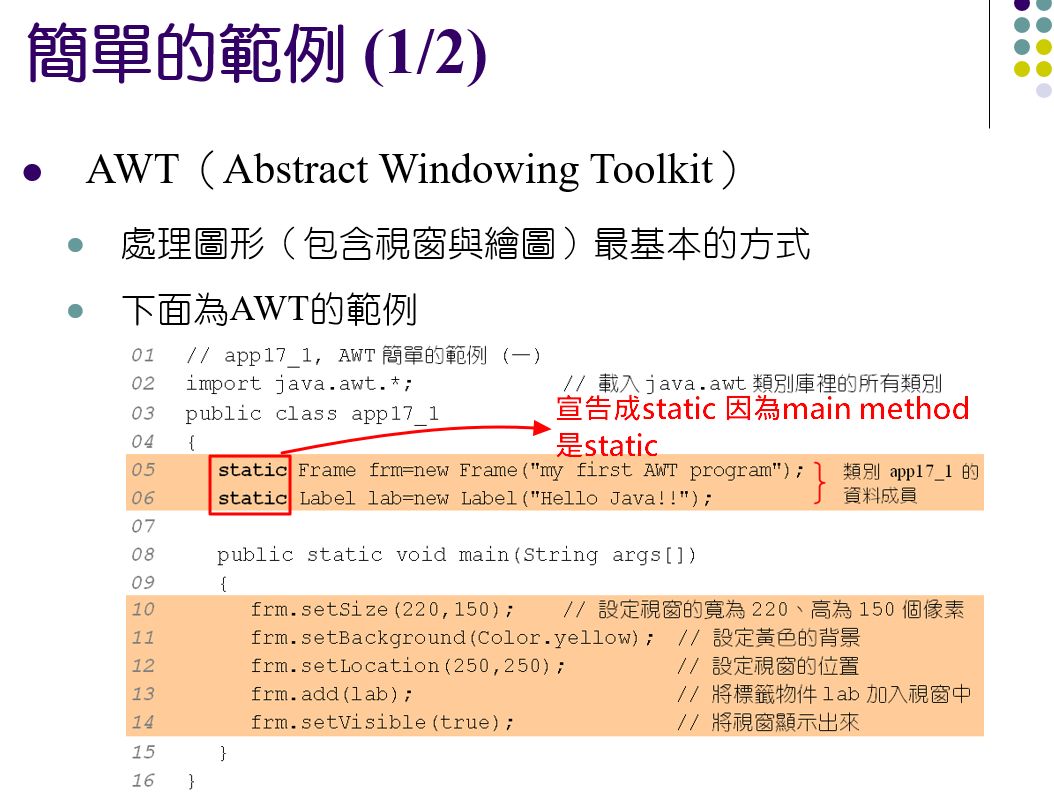 簡單的範例 (1/2)
AWT（Abstract Windowing Toolkit）
處理圖形（包含視窗與繪圖）最基本的方式
下面為AWT的範例
01 // app17_1, AWT 簡單的範例 (一)
02 import java.awt.*; // 載入 java.awt 類別庫裡的所有類別
03 public class app17_1
宣告成static 因為main method
04 {
是static
05 static Frame frm=new Frame("my first AWT program"); 類別 app17_1 的
06 static Label lab=new Label("Hello Java!!"); 資料成員
07
08 public static void main(String args[])
09 {
10 frm.setSize(220,150); // 設定視窗的寬為 220、高為 150 個像素
11 frm.setBackground(Color.yellow); // 設定黃色的背景
12 frm.setLocation(250,250); // 設定視窗的位置
13 frm.add(lab); // 將標籤物件 lab 加入視窗中
14 frm.setVisible(true); // 將視窗顯示出來
15 }
16 }